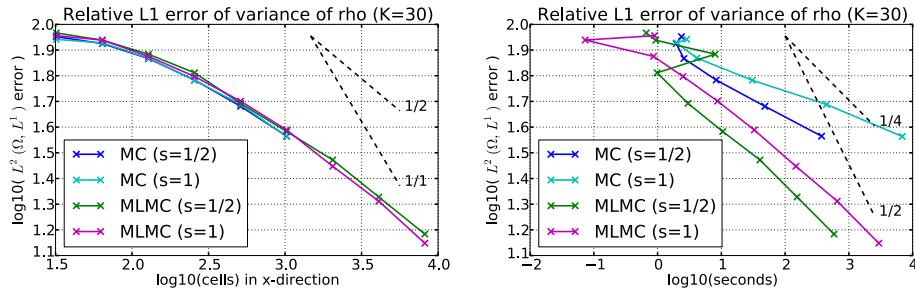 Relative L1 error of variance of rho (K=30)
log10( L² (Ω, L¹ ) error )
2.0
1.9
1.8
1.7
1.6
1.5
1.4
1.3
1.2
1.1
1/2
1/1
MC (s=1/2)
MC (s=1)
MLMC (s=1/2)
MLMC (s=1)
1.5 2.0 2.5 3.0 3.5 4.0
log10(cells) in x-direction
Relative L1 error of variance of rho (K=30)
log10( L² (Ω, L¹ ) error )
2.0
1.9
1.8
1.7
1.6
1.5
1.4
1.3
1.2
1.1
1/4
1/2
MC (s=1/2)
MC (s=1)
MLMC (s=1/2)
MLMC (s=1)
−2 −1 0 1 2 3 4
log10(seconds)